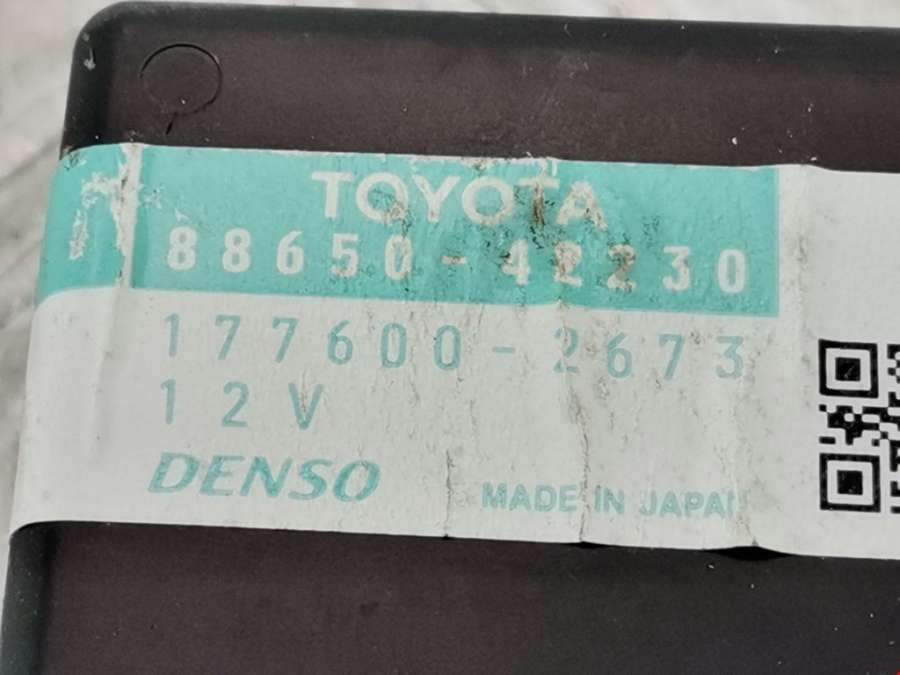 TOYOTA
88650-42230
177600-2673
12V
DENSO
MADE IN JAPAN